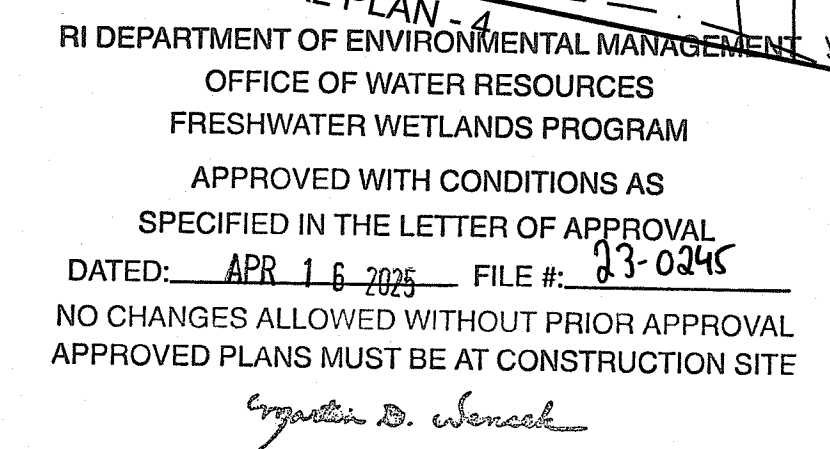 PLAN - 4
RI DEPARTMENT OF ENVIRONMENTAL MANAGEMENT
OFFICE OF WATER RESOURCES
FRESHWATER WETLANDS PROGRAM
APPROVED WITH CONDITIONS AS
SPECIFIED IN THE LETTER OF APPROVAL
DATED: APR 16 2025 FILE #: 23-0245
NO CHANGES ALLOWED WITHOUT PRIOR APPROVAL
APPROVED PLANS MUST BE AT CONSTRUCTION SITE
Martin D. Wencek